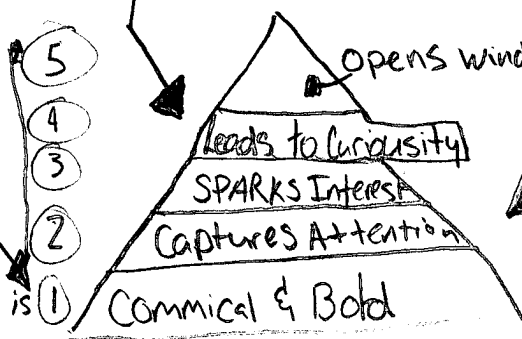 5
opens wind
4
Leads to Curiousity
3
SPARKS Interest
2
Captures Attention
is 1
Commical & Bold